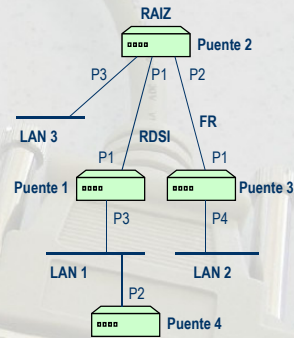 RAIZ
Puente 2
P3
P1
P2
LAN 3
RDSI
FR
P1
P1
Puente 1
Puente 3
P3
P4
LAN 1
LAN 2
P2
Puente 4